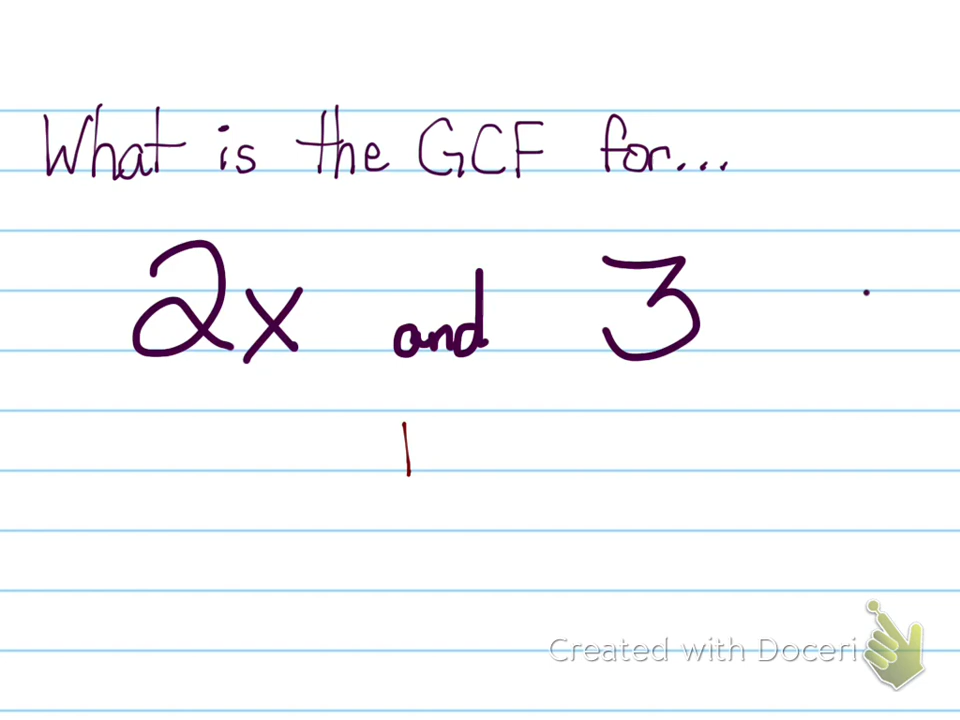 What is the GCF for...
2x and 3
1
Created with Doceri